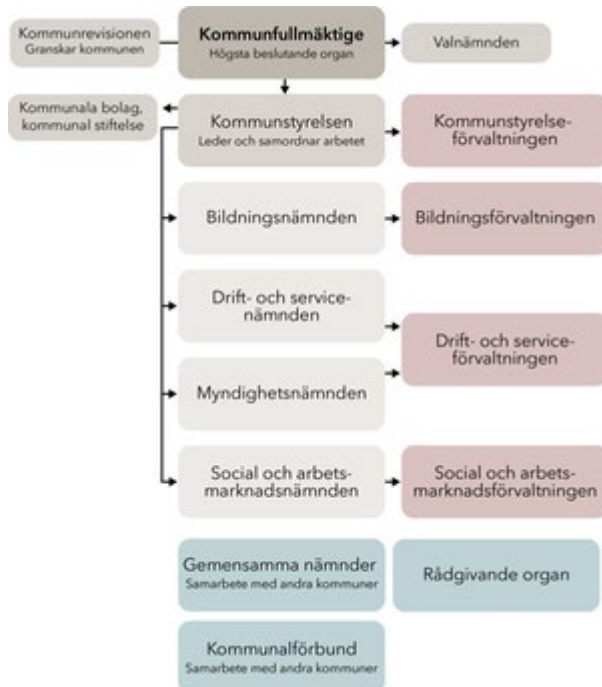 Kommunrevisionen
Granskar kommunen
Kommunfullmäktige
Högsta beslutande organ
Valnämnden
Kommunala bolag,
kommunal stiftelse
Kommunstyrelsen
Leder och samordnar arbetet
Kommunstyrelse-
förvaltningen
Bildningsnämnden
Bildningsförvaltningen
Drift- och service-
nämnden
Drift- och service-
förvaltningen
Myndighetsnämnden
Social och arbets-
marknadsnämnden
Social och arbets-
marknadsförvaltningen
Gemensamma nämnder
Samarbete med andra kommuner
Rådgivande organ
Kommunalförbund
Samarbete med andra kommuner